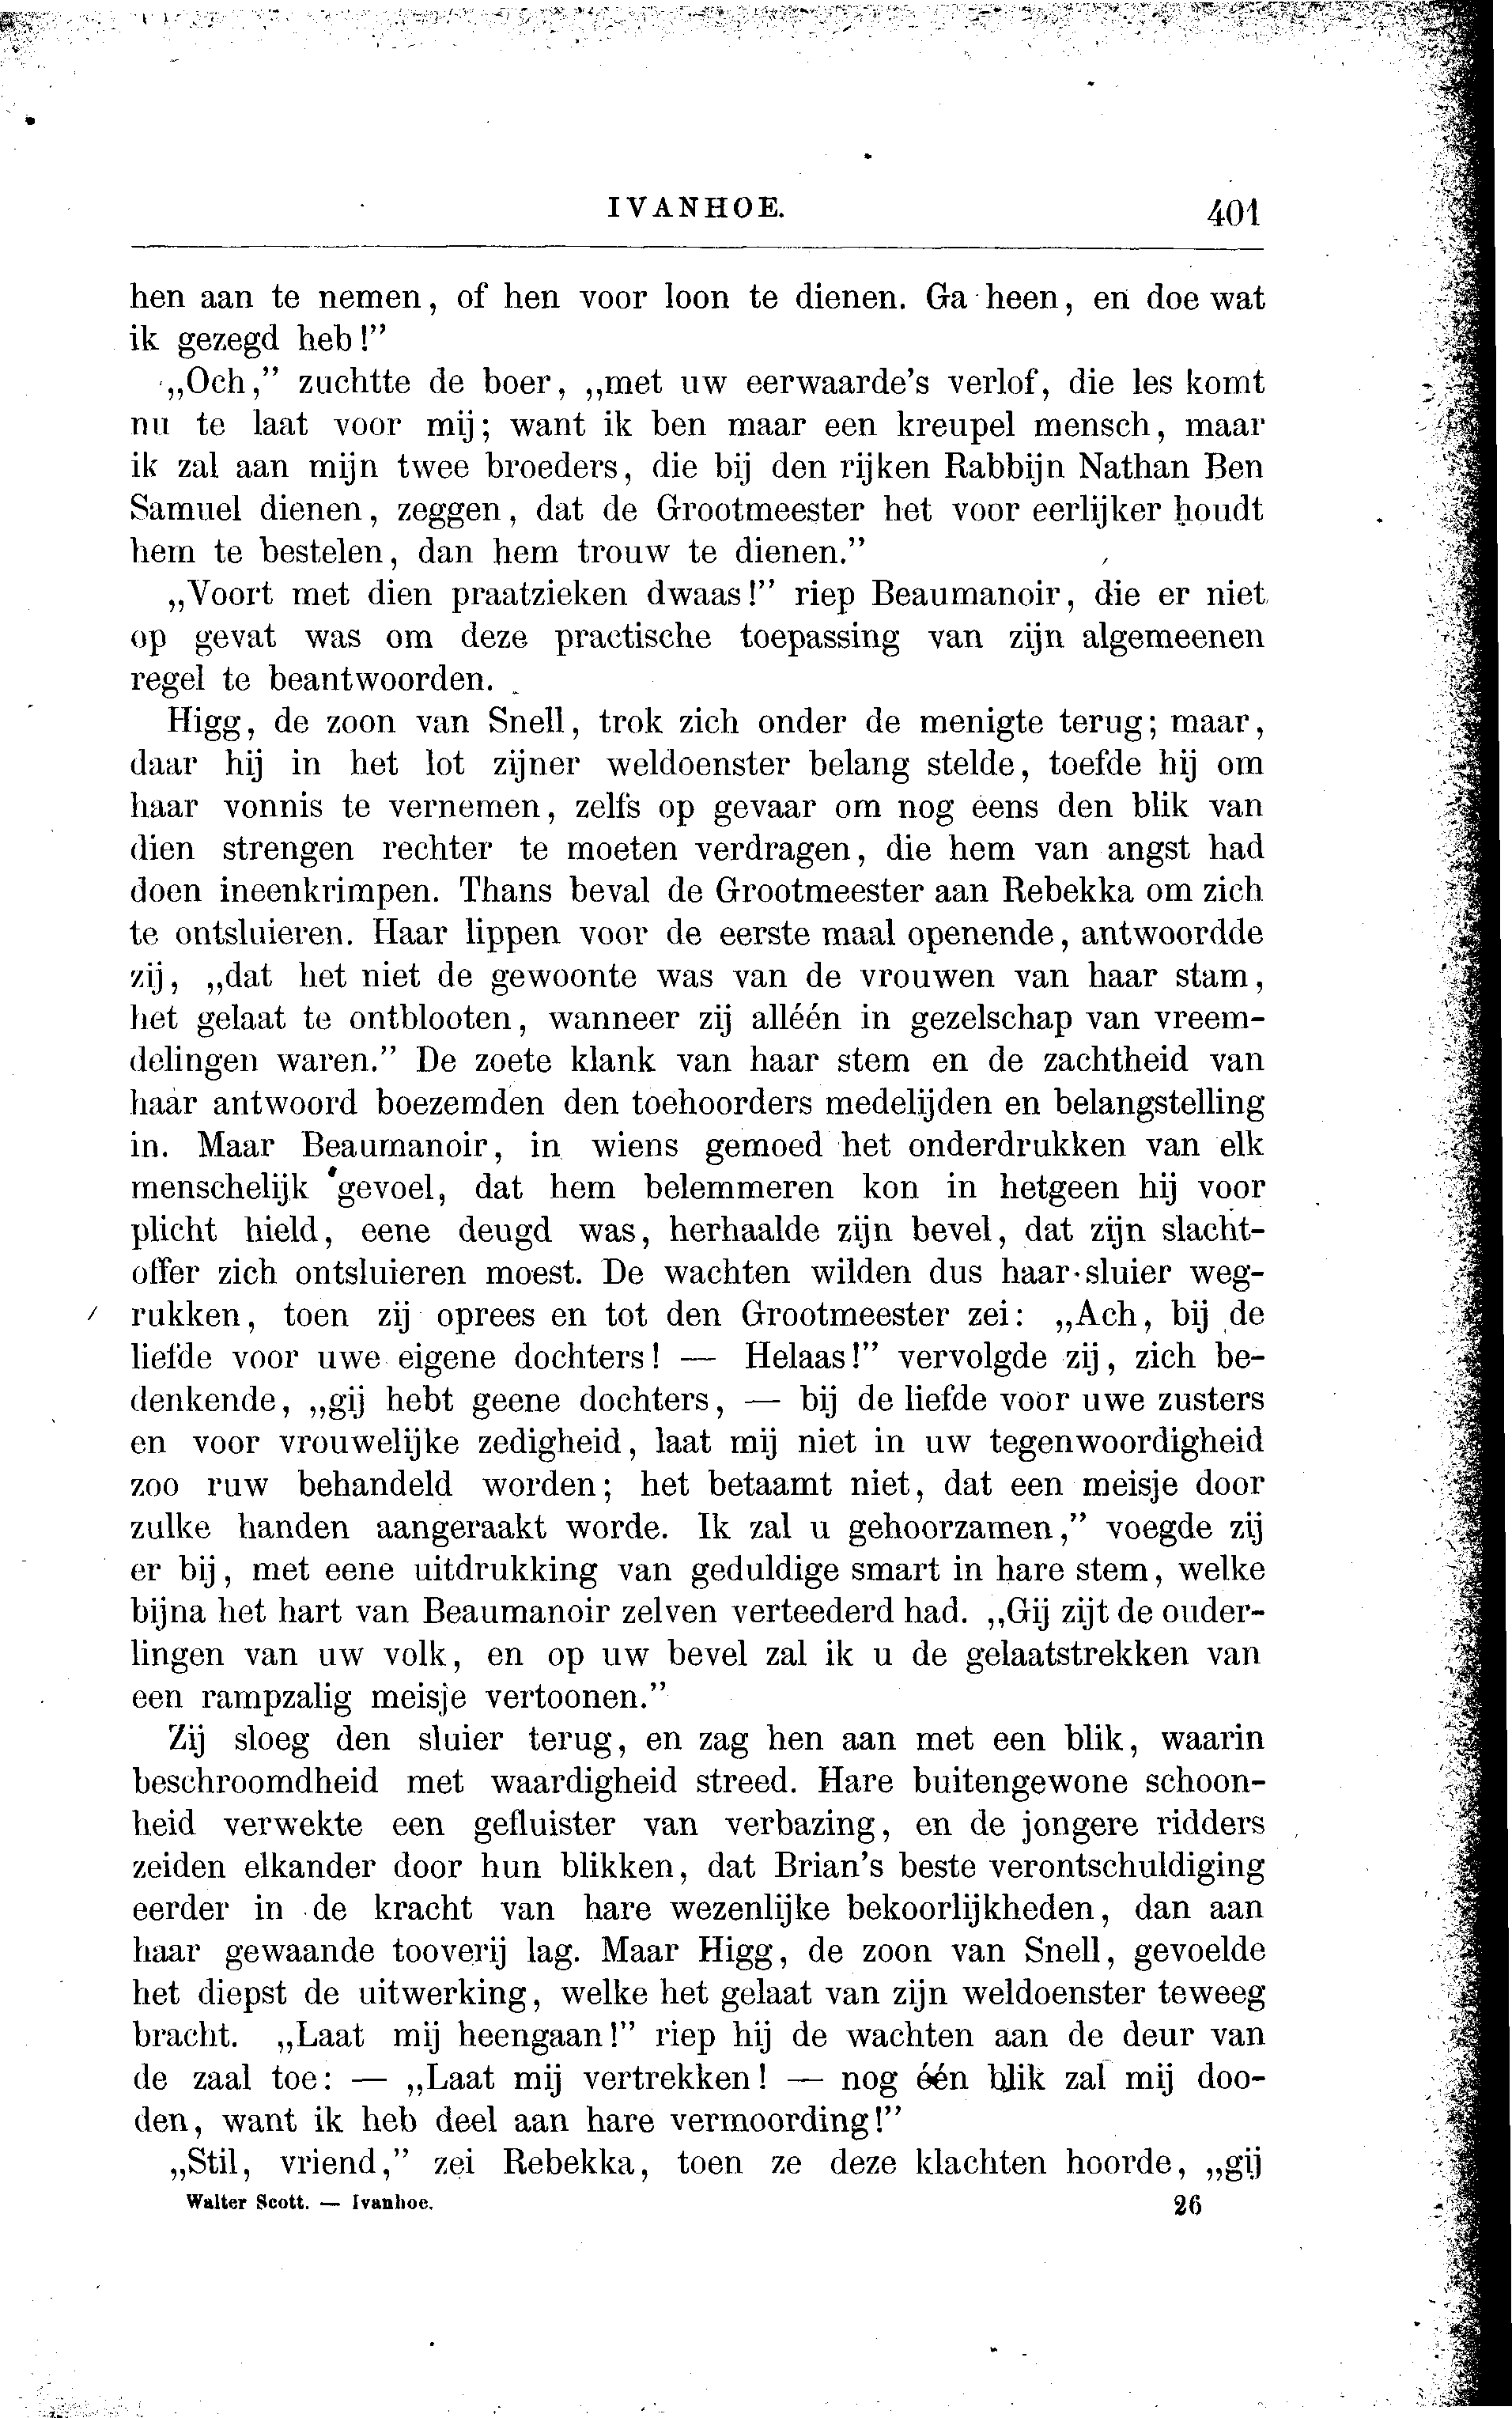 IVANHOE. 401
hen aan te nemen, of hen voor loon te dienen. Ga heen, en doe wat
ik gezegd heb!”
„Och,” zuchtte de boer, „met uw eerwaarde's verlof, die les komt
nu te laat voor mij; want ik ben maar een kreupel mensch, maar
ik zal aan mijn twee broeders, die bij den rijken Rabbijn Nathan Ben
Samuel dienen, zeggen, dat de Grootmeester het voor eerlijker houdt
hem te bestelen, dan hem trouw te dienen.”
„Voort met dien praatzieken dwaas!” riep Beaumanoir, die er niet
op gevat was om deze practische toepassing van zijn algemeenen
regel te beantwoorden.
Higg, de zoon van Snell, trok zich onder de menigte terug; maar,
daar hij in het lot zijner weldoenster belang stelde, toefde hij om
haar vonnis te vernemen, zelfs op gevaar om nog eens den blik van
dien strengen rechter te moeten verdragen, die hem van angst had
doen ineenkrimpen. Thans beval de Grootmeester aan Rebekka om zich
te ontsluieren. Haar lippen voor de eerste maal openende, antwoordde
zij, „dat het niet de gewoonte was van de vrouwen van haar stam,
het gelaat te ontblooten, wanneer zij alléén in gezelschap van vreem-
delingen waren.” De zoete klank van haar stem en de zachtheid van
haar antwoord boezemden den toehoorders medelijden en belangstelling
in. Maar Beaumanoir, in wiens gemoed het onderdrukken van elk
menschelijk gevoel, dat hem belemmeren kon in hetgeen hij voor
plicht hield, eene deugd was, herhaalde zijn bevel, dat zijn slacht-
offer zich ontsluieren moest. De wachten wilden dus haar sluier weg-
rukken, toen zij oprees en tot den Grootmeester zei: „Ach, bij de
liefde voor uwe eigene dochters! — Helaas!” vervolgde zij, zich be-
denkende, „gij hebt geene dochters, — bij de liefde voor uwe zusters
en voor vrouwelijke zedigheid, laat mij niet in uw tegenwoordigheid
zoo ruw behandeld worden; het betaamt niet, dat een meisje door
zulke handen aangeraakt worde. Ik zal u gehoorzamen,” voegde zij
er bij, met eene uitdrukking van geduldige smart in hare stem, welke
bijna het hart van Beaumanoir zelven verteederd had. „Gij zijt de ouder-
lingen van uw volk, en op uw bevel zal ik u de gelaatstrekken van
een rampzalig meisje vertoonen.”
Zij sloeg den sluier terug, en zag hen aan met een blik, waarin
beschroomdheid met waardigheid streed. Hare buitengewone schoon-
heid verwekte een gefluister van verbazing, en de jongere ridders
zeiden elkander door hun blikken, dat Brian's beste verontschuldiging
eerder in de kracht van hare wezenlijke bekoorlijkheden, dan aan
haar gewaande tooverij lag. Maar Higg, de zoon van Snell, gevoelde
het diepst de uitwerking, welke het gelaat van zijn weldoenster teweeg
bracht. „Laat mij heengaan!” riep hij de wachten aan de deur van
de zaal toe: — „Laat mij vertrekken! — nog één blik zal mij doo-
den, want ik heb deel aan hare vermoording!”
„Stil, vriend,” zei Rebekka, toen ze deze klachten hoorde, „gij
Walter Scott. — Ivanhoe. 26